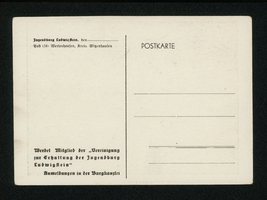 Jugendburg Ludwigstein, den
Post (16) Werleshausen, Kreis Witzenhausen
POSTKARTE
Werdet Mitglied der „Vereinigung
zur Erhaltung der Jugendburg
Ludwigstein“
Anmeldungen in der Burgkanzlei